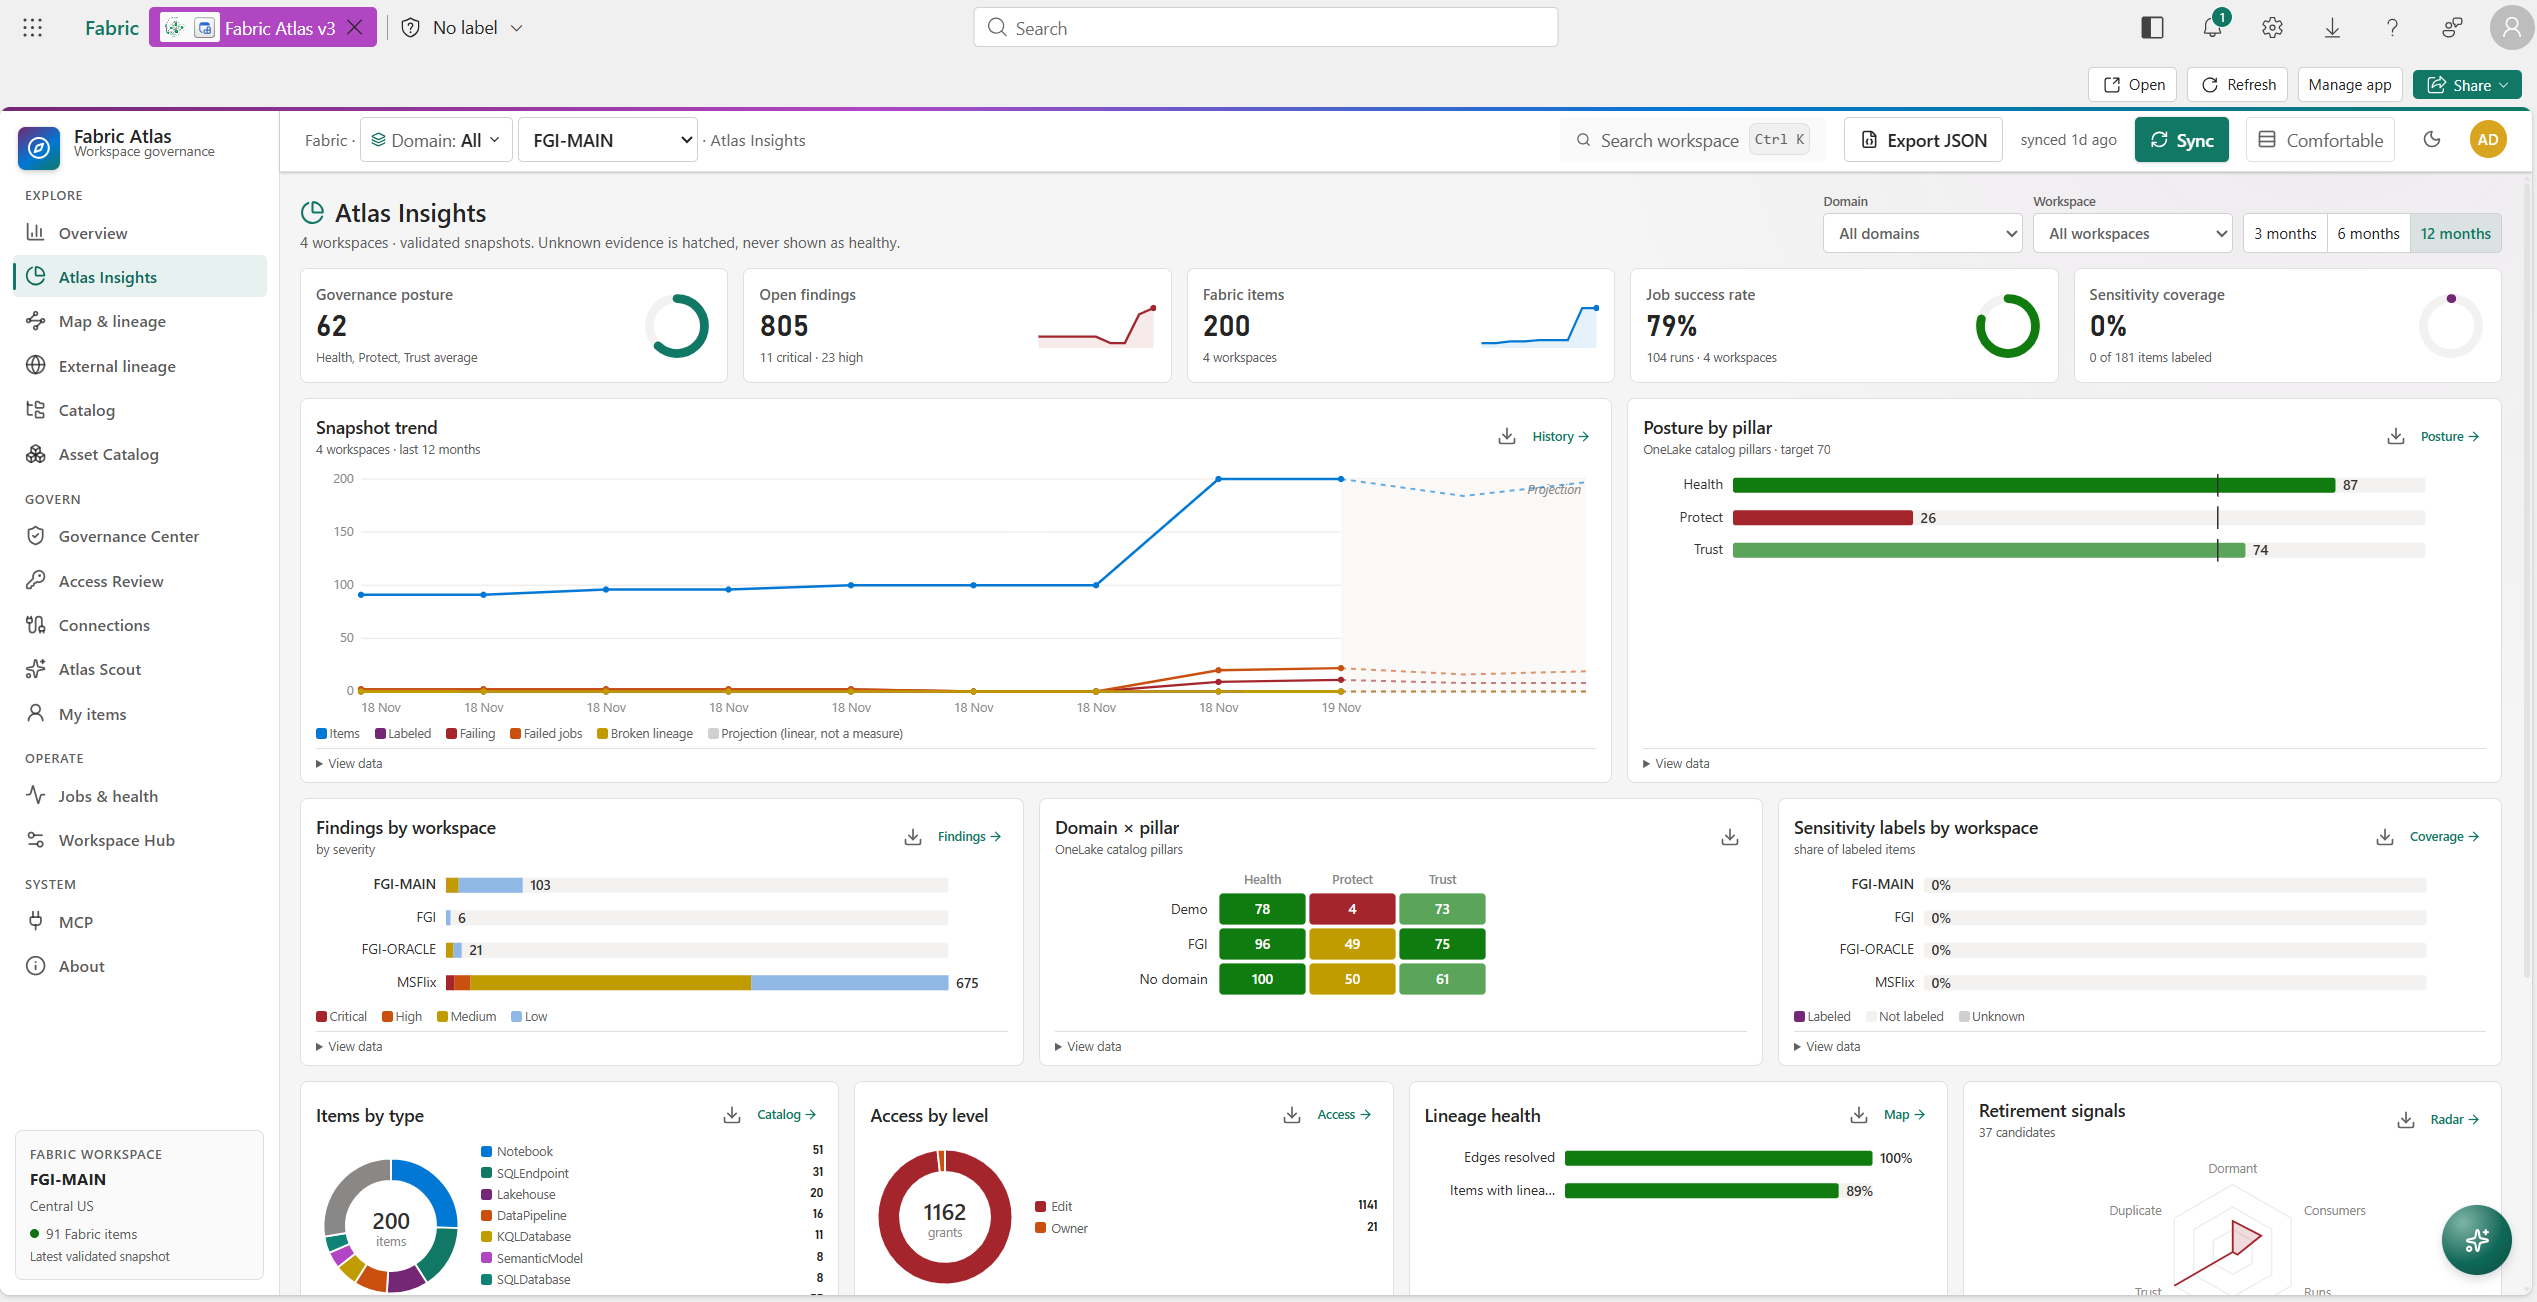 Fabric
Fabric Atlas v3
No label
Search
1
Open
Refresh
Manage app
Share
Fabric Atlas
Workspace governance
Fabric · Domain: All FGI-MAIN · Atlas Insights
Search workspace Ctrl K
Export JSON
synced 1d ago
Sync
Comfortable
AD
EXPLORE
Overview
Atlas Insights
Map & lineage
External lineage
Catalog
Asset Catalog
GOVERN
Governance Center
Access Review
Connections
Atlas Scout
My items
OPERATE
Jobs & health
Workspace Hub
SYSTEM
MCP
About
FABRIC WORKSPACE
FGI-MAIN
Central US
91 Fabric items
Latest validated snapshot
Atlas Insights
4 workspaces · validated snapshots. Unknown evidence is hatched, never shown as healthy.
Domain
All domains
Workspace
All workspaces
3 months
6 months
12 months
Governance posture
62
Health, Protect, Trust average
Open findings
805
11 critical · 23 high
Fabric items
200
4 workspaces
Job success rate
79%
104 runs · 4 workspaces
Sensitivity coverage
0%
0 of 181 items labeled
Snapshot trend
4 workspaces · last 12 months
History →
200
150
100
50
0
Projection
18 Nov 18 Nov 18 Nov 18 Nov 18 Nov 18 Nov 18 Nov 18 Nov 19 Nov
Items Labeled Failing Failed jobs Broken lineage Projection (linear, not a measure)
View data
Posture by pillar
OneLake catalog pillars · target 70
Posture →
Health 87
Protect 26
Trust 74
View data
Findings by workspace
by severity
Findings →
FGI-MAIN 103
FGI 6
FGI-ORACLE 21
MSFlix 675
Critical High Medium Low
View data
Domain × pillar
OneLake catalog pillars
Health Protect Trust
Demo 78 4 73
FGI 96 49 75
No domain 100 50 61
View data
Sensitivity labels by workspace
share of labeled items
Coverage →
FGI-MAIN 0%
FGI 0%
FGI-ORACLE 0%
MSFlix 0%
Labeled Not labeled Unknown
View data
Items by type
Catalog →
200
items
Notebook 51
SQLEndpoint 31
Lakehouse 20
DataPipeline 16
KQLDatabase 11
SemanticModel 8
SQLDatabase 8
Access by level
Access →
1162
grants
Edit 1141
Owner 21
Lineage health
Map →
Edges resolved 100%
Items with linea... 89%
Retirement signals
37 candidates
Radar →
Dormant
Duplicate
Consumers
Trust
Runs